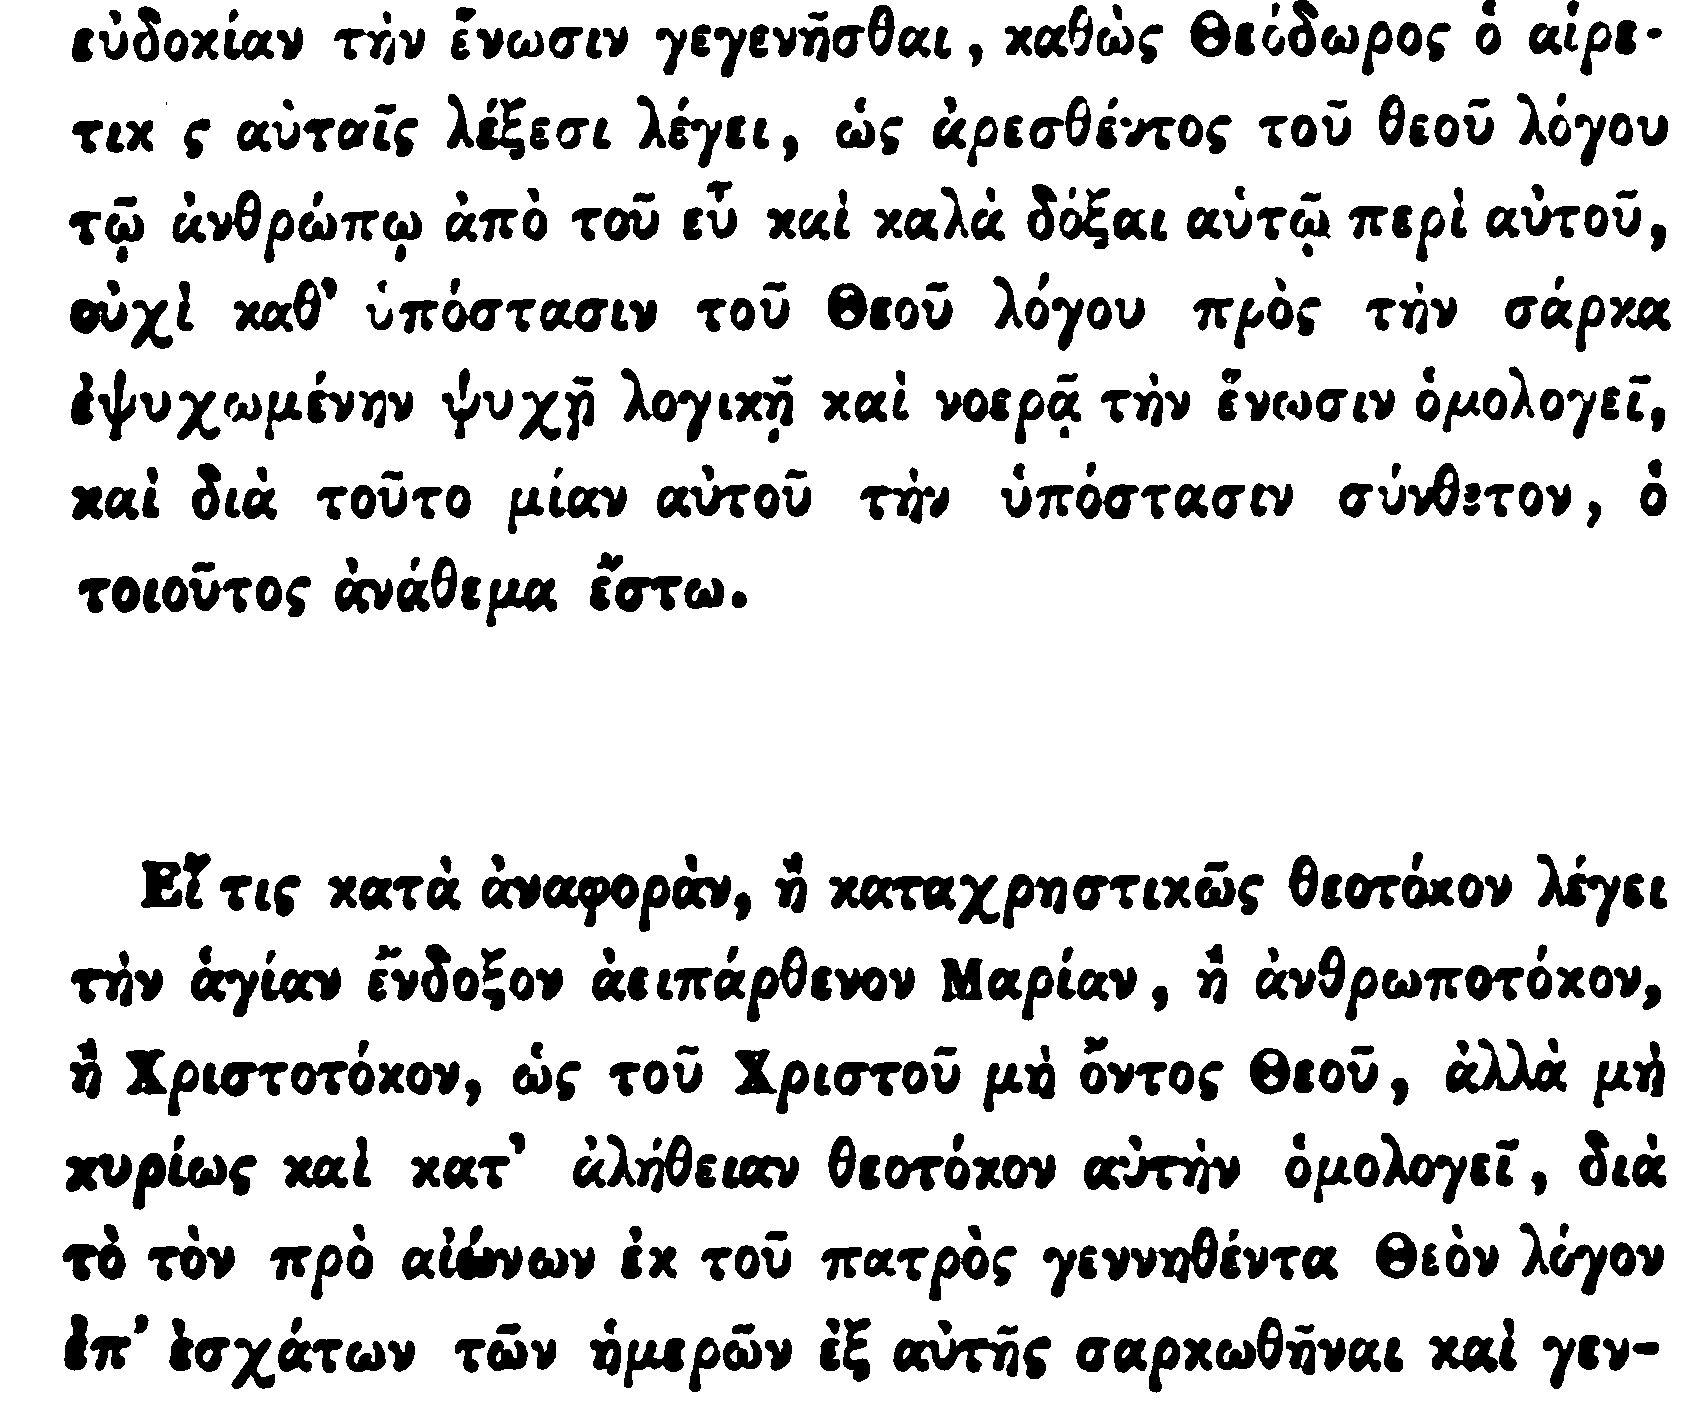 εὐδοκίαν τὴν ἕνωσιν γεγενῆσθαι, καθὼς Θεόδωρος ὁ αἱρε-
τικ ς αὐταῖς λέξεσι λέγει, ὡς ἀρεσθέντος τοῦ θεοῦ λόγου
τῷ ἀνθρώπῳ ἀπὸ τοῦ εὖ καὶ καλὰ δόξαι αὐτῷ περὶ αὐτοῦ,
οὐχὶ καθ’ ὑπόστασιν τοῦ Θεοῦ λόγου πρὸς τὴν σάρκα
ἐψυχωμένην ψυχῇ λογικῇ καὶ νοερᾷ τὴν ἕνωσιν ὁμολογεῖ,
καὶ διὰ τοῦτο μίαν αὐτοῦ τὴν ὑπόστασιν σύνθετον, ὁ
τοιοῦτος ἀνάθεμα ἔστω.
Εἴ τις κατὰ ἀναφορὰν, ἢ καταχρηστικῶς θεοτόκον λέγει
τὴν ἁγίαν ἔνδοξον ἀειπάρθενον Μαρίαν, ἢ ἀνθρωποτόκον,
ἢ Χριστοτόκον, ὡς τοῦ Χριστοῦ μὴ ὄντος Θεοῦ, ἀλλὰ μὴ
κυρίως καὶ κατ’ ἀλήθειαν θεοτόκον αὐτὴν ὁμολογεῖ, διὰ
τὸ τὸν πρὸ αἰώνων ἐκ τοῦ πατρὸς γεννηθέντα Θεὸν λόγον
ἐπ’ ἐσχάτων τῶν ἡμερῶν ἐξ αὐτῆς σαρκωθῆναι καὶ γεν-